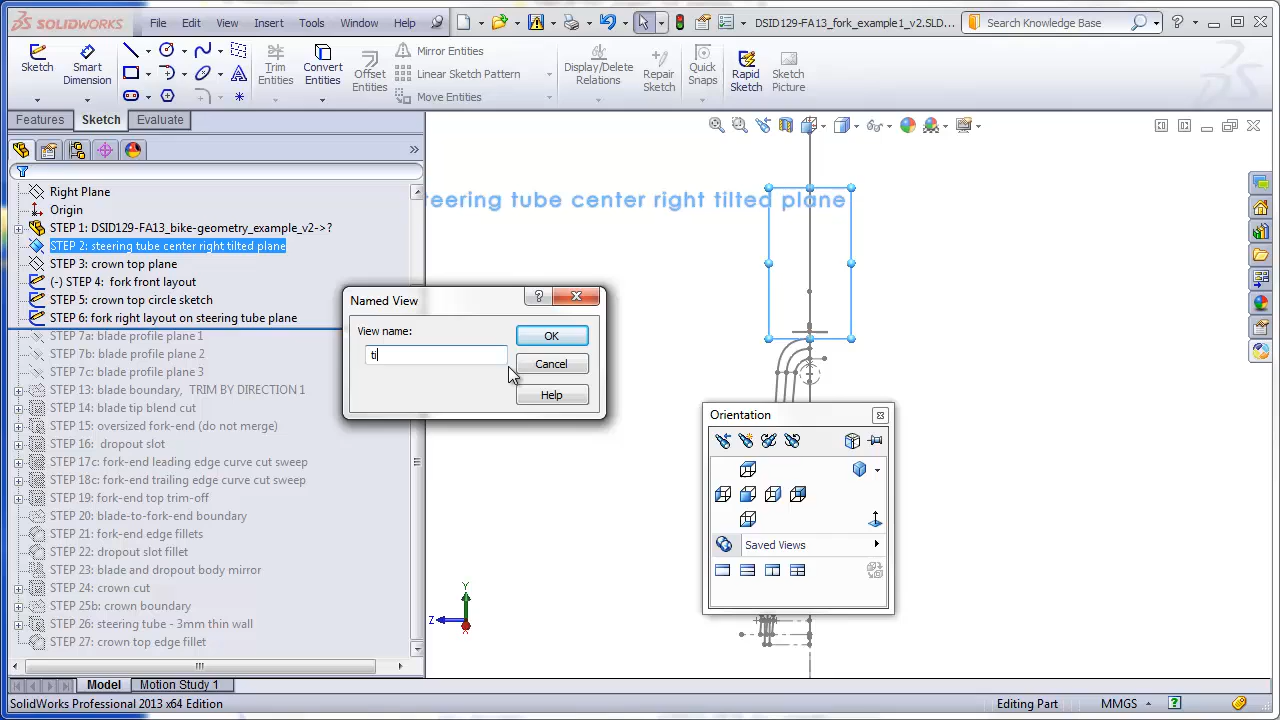 SOLIDWORKS File Edit View Insert Tools Window Help DSID129-FA13_fork_example1_v2.SLD... Search Knowledge Base
Sketch Smart Dimension Trim Entities Convert Entities Offset Entities Mirror Entities Linear Sketch Pattern Move Entities Display/Delete Relations Repair Sketch Quick Snaps Rapid Sketch Sketch Picture
Features Sketch Evaluate
Right Plane
Origin
STEP 1: DSID129-FA13_bike-geometry_example_v2->?
STEP 2: steering tube center right tilted plane
STEP 3: crown top plane
(-) STEP 4: fork front layout
STEP 5: crown top circle sketch
STEP 6: fork right layout on steering tube plane
STEP 7a: blade profile plane 1
STEP 7b: blade profile plane 2
STEP 7c: blade profile plane 3
STEP 13: blade boundary, TRIM BY DIRECTION 1
STEP 14: blade tip blend cut
STEP 15: oversized fork-end (do not merge)
STEP 16: dropout slot
STEP 17c: fork-end leading edge curve cut sweep
STEP 18c: fork-end trailing edge curve cut sweep
STEP 19: fork-end top trim-off
STEP 20: blade-to-fork-end boundary
STEP 21: fork-end edge fillets
STEP 22: dropout slot fillet
STEP 23: blade and dropout body mirror
STEP 24: crown cut
STEP 25b: crown boundary
STEP 26: steering tube - 3mm thin wall
STEP 27: crown top edge fillet
teering tube center right tilted plane
Named View
View name:
ti
OK
Cancel
Help
Orientation
Saved Views
Y
Z
X
Model Motion Study 1
SolidWorks Professional 2013 x64 Edition Editing Part MMGS